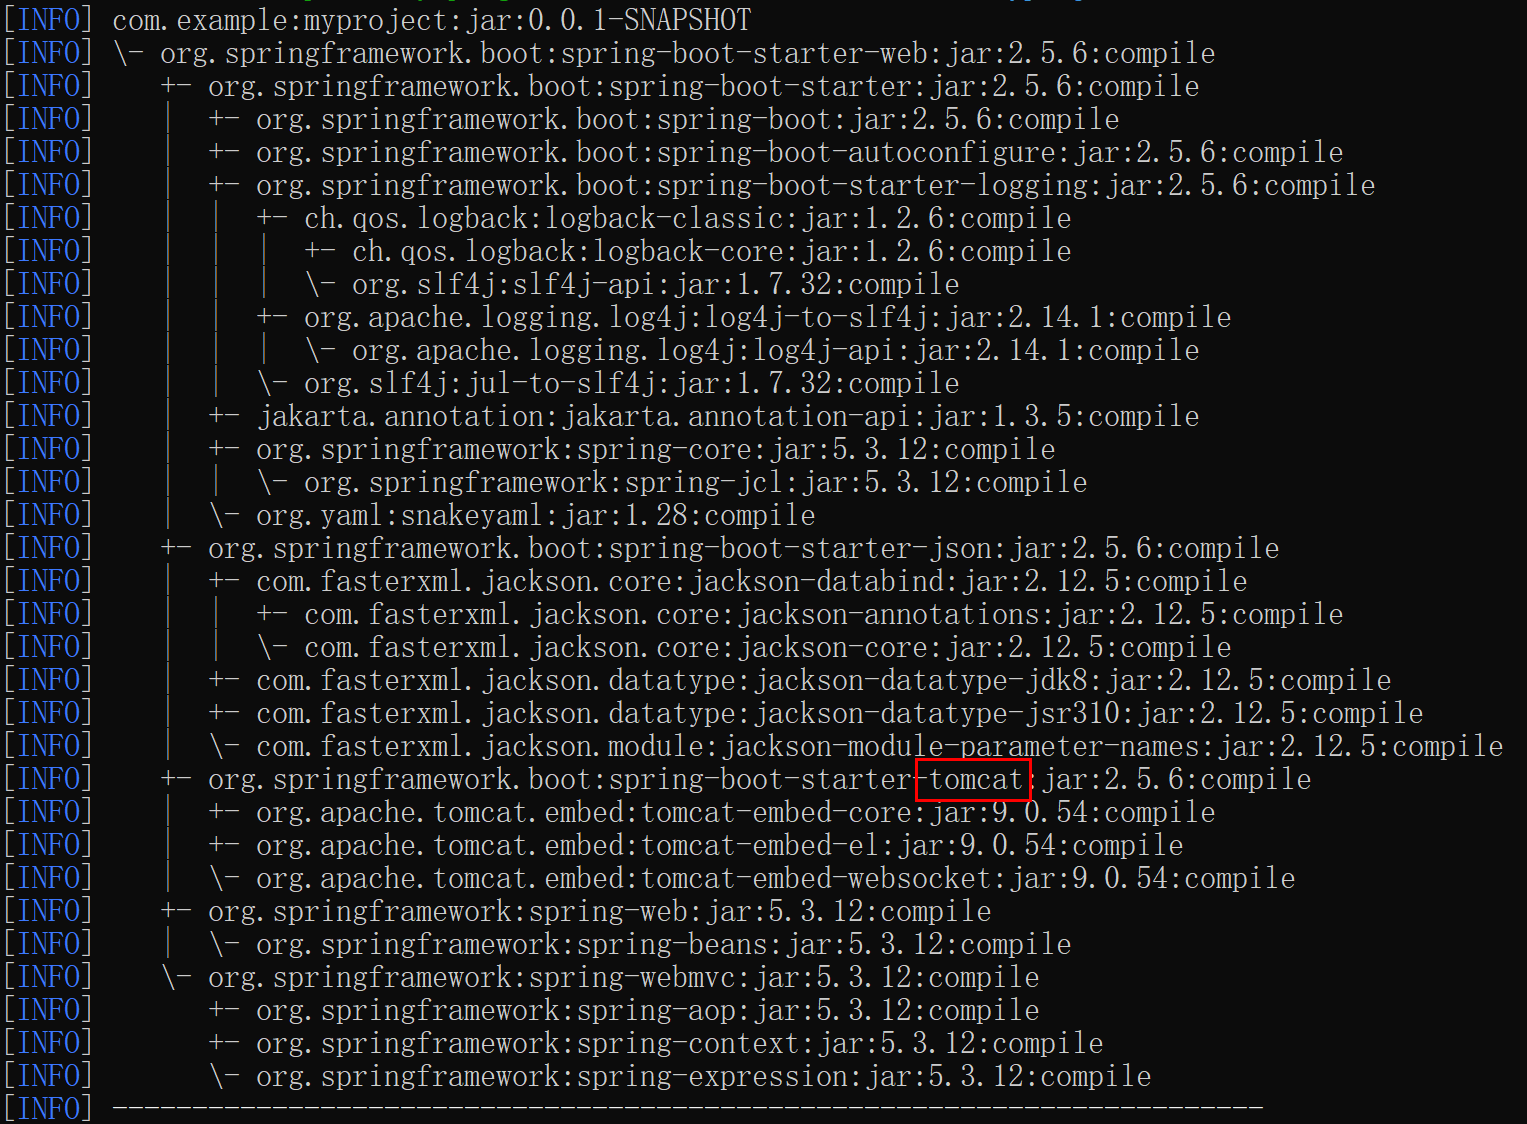 [INFO] com.example:myproject:jar:0.0.1-SNAPSHOT
[INFO] \- org.springframework.boot:spring-boot-starter-web:jar:2.5.6:compile
[INFO]    +- org.springframework.boot:spring-boot-starter:jar:2.5.6:compile
[INFO]    |  +- org.springframework.boot:spring-boot:jar:2.5.6:compile
[INFO]    |  +- org.springframework.boot:spring-boot-autoconfigure:jar:2.5.6:compile
[INFO]    |  +- org.springframework.boot:spring-boot-starter-logging:jar:2.5.6:compile
[INFO]    |  |  +- ch.qos.logback:logback-classic:jar:1.2.6:compile
[INFO]    |  |  |  +- ch.qos.logback:logback-core:jar:1.2.6:compile
[INFO]    |  |  |  \- org.slf4j:slf4j-api:jar:1.7.32:compile
[INFO]    |  |  +- org.apache.logging.log4j:log4j-to-slf4j:jar:2.14.1:compile
[INFO]    |  |  |  \- org.apache.logging.log4j:log4j-api:jar:2.14.1:compile
[INFO]    |  |  \- org.slf4j:jul-to-slf4j:jar:1.7.32:compile
[INFO]    |  +- jakarta.annotation:jakarta.annotation-api:jar:1.3.5:compile
[INFO]    |  +- org.springframework:spring-core:jar:5.3.12:compile
[INFO]    |  |  \- org.springframework:spring-jcl:jar:5.3.12:compile
[INFO]    |  \- org.yaml:snakeyaml:jar:1.28:compile
[INFO]    +- org.springframework.boot:spring-boot-starter-json:jar:2.5.6:compile
[INFO]    |  +- com.fasterxml.jackson.core:jackson-databind:jar:2.12.5:compile
[INFO]    |  |  +- com.fasterxml.jackson.core:jackson-annotations:jar:2.12.5:compile
[INFO]    |  |  \- com.fasterxml.jackson.core:jackson-core:jar:2.12.5:compile
[INFO]    |  +- com.fasterxml.jackson.datatype:jackson-datatype-jdk8:jar:2.12.5:compile
[INFO]    |  +- com.fasterxml.jackson.datatype:jackson-datatype-jsr310:jar:2.12.5:compile
[INFO]    |  \- com.fasterxml.jackson.module:jackson-module-parameter-names:jar:2.12.5:compile
[INFO]    +- org.springframework.boot:spring-boot-starter-tomcat:jar:2.5.6:compile
[INFO]    |  +- org.apache.tomcat.embed:tomcat-embed-core:jar:9.0.54:compile
[INFO]    |  +- org.apache.tomcat.embed:tomcat-embed-el:jar:9.0.54:compile
[INFO]    |  \- org.apache.tomcat.embed:tomcat-embed-websocket:jar:9.0.54:compile
[INFO]    +- org.springframework:spring-web:jar:5.3.12:compile
[INFO]    |  \- org.springframework:spring-beans:jar:5.3.12:compile
[INFO]    \- org.springframework:spring-webmvc:jar:5.3.12:compile
[INFO]       +- org.springframework:spring-aop:jar:5.3.12:compile
[INFO]       +- org.springframework:spring-context:jar:5.3.12:compile
[INFO]       \- org.springframework:spring-expression:jar:5.3.12:compile
[INFO] ------------------------------------------------------------------------